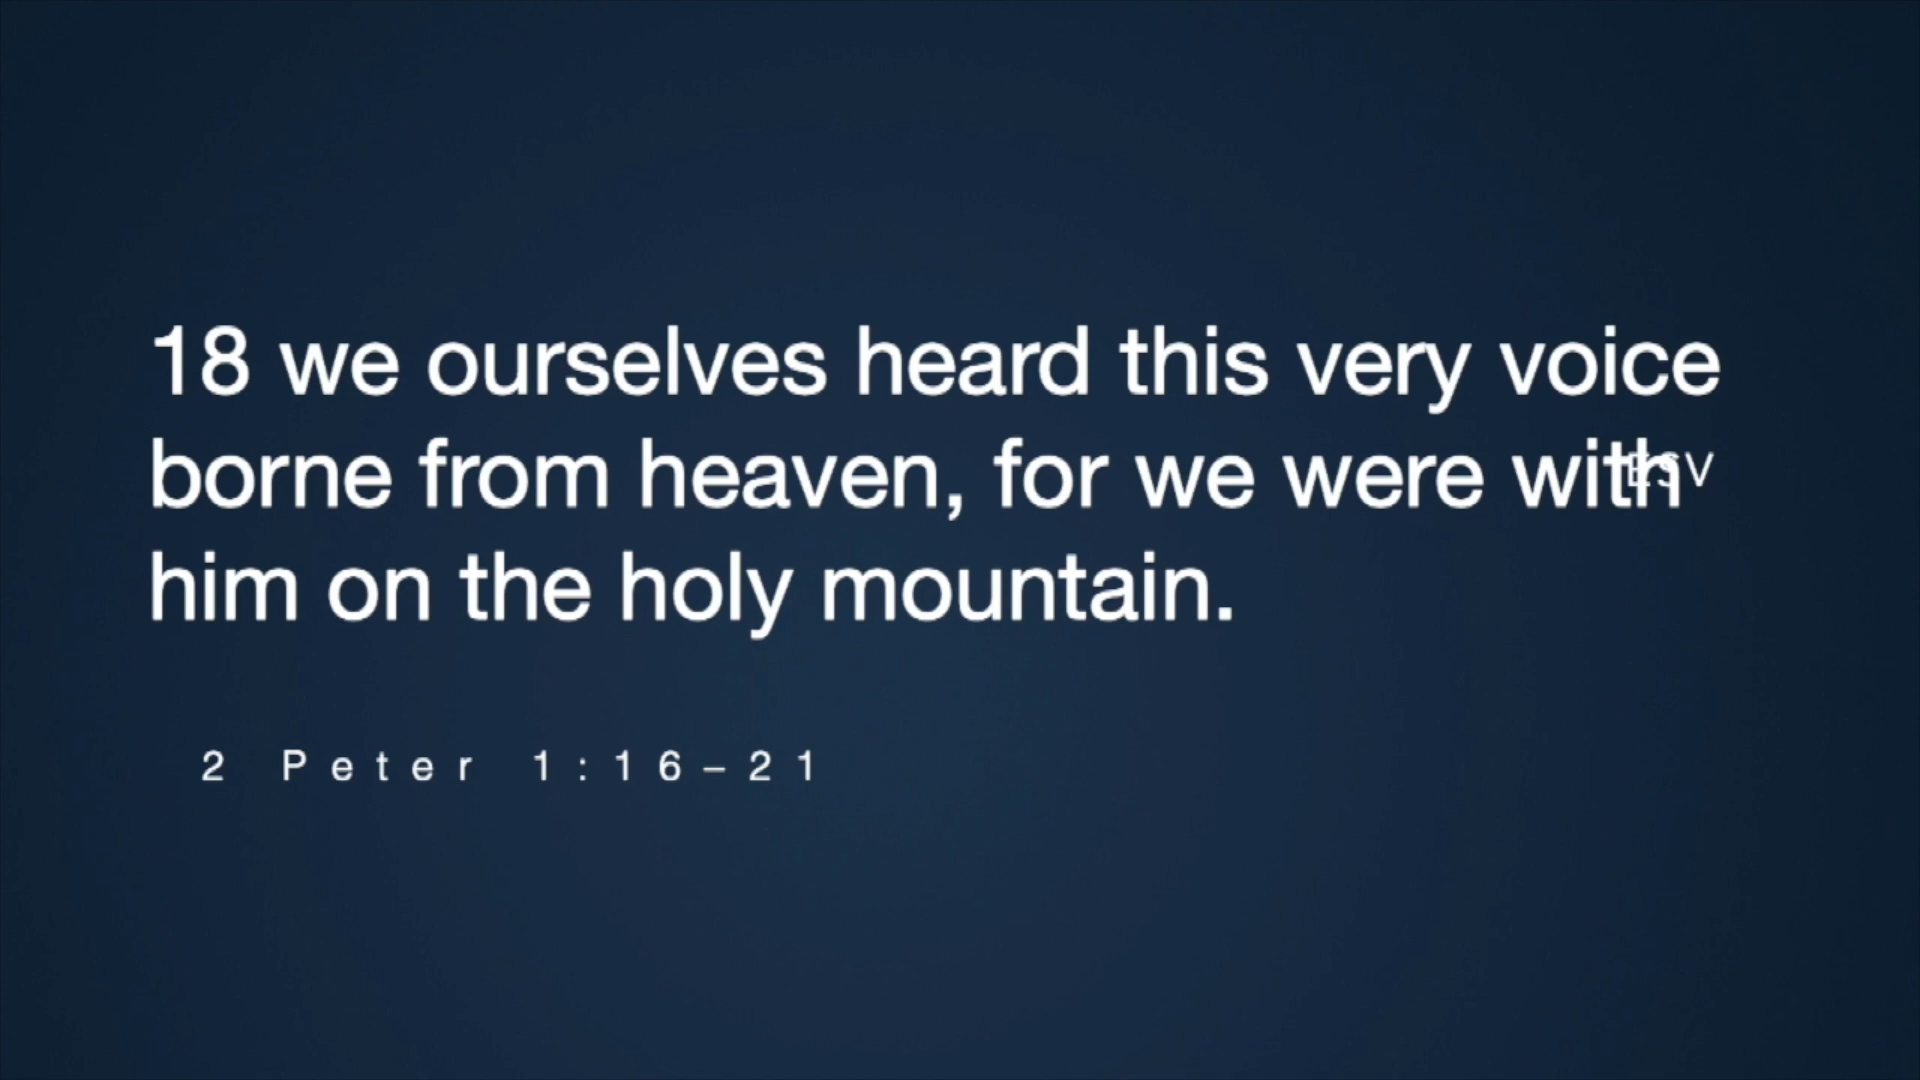 18 we ourselves heard this very voice
borne from heaven, for we were with
ESV
him on the holy mountain.
2 Peter 1:16–21